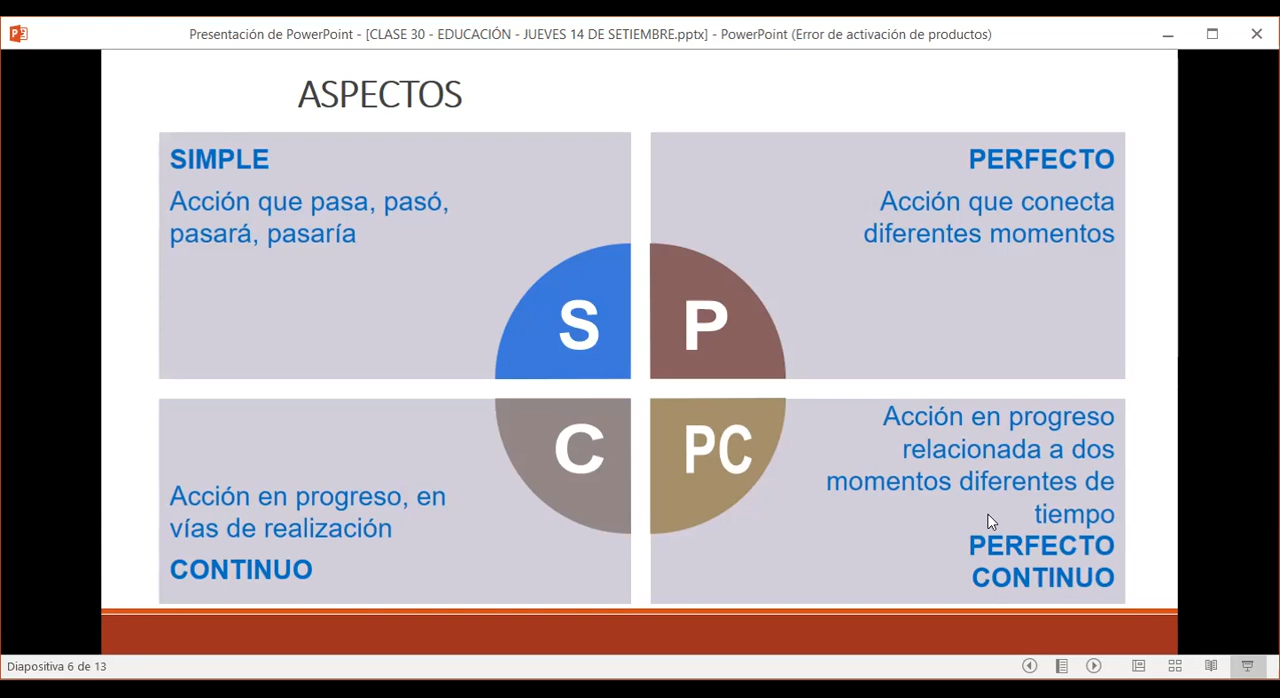 Presentación de PowerPoint - [CLASE 30 - EDUCACIÓN - JUEVES 14 DE SETIEMBRE.pptx] - PowerPoint (Error de activación de productos)
ASPECTOS
SIMPLE
Acción que pasa, pasó,
pasará, pasaría
PERFECTO
Acción que conecta
diferentes momentos
S
P
C
PC
Acción en progreso, en
vías de realización
CONTINUO
Acción en progreso
relacionada a dos
momentos diferentes de
tiempo
PERFECTO
CONTINUO
Diapositiva 6 de 13